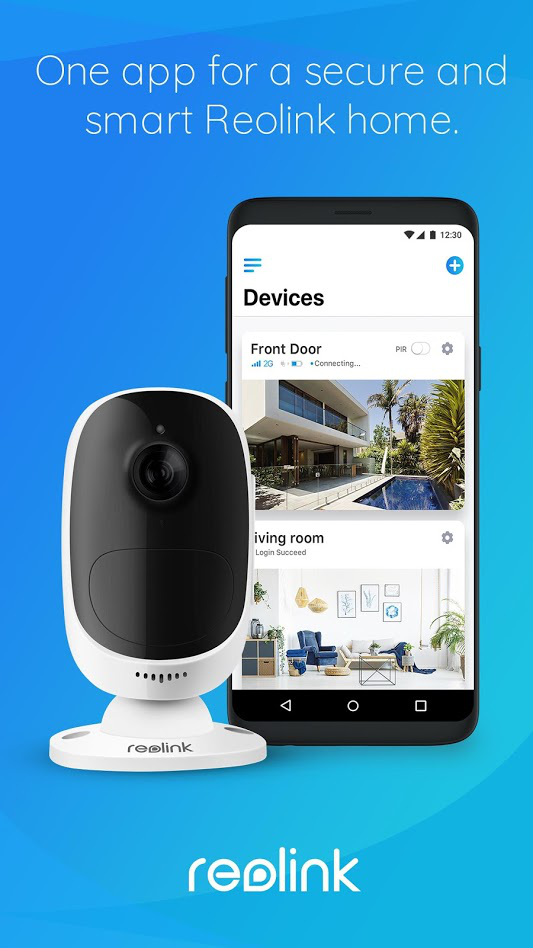 One app for a secure and
smart Reolink home.
12:30
Devices
Front Door
PIR
2G
Connecting...
iving room
Login Succeed
reolink
reolink